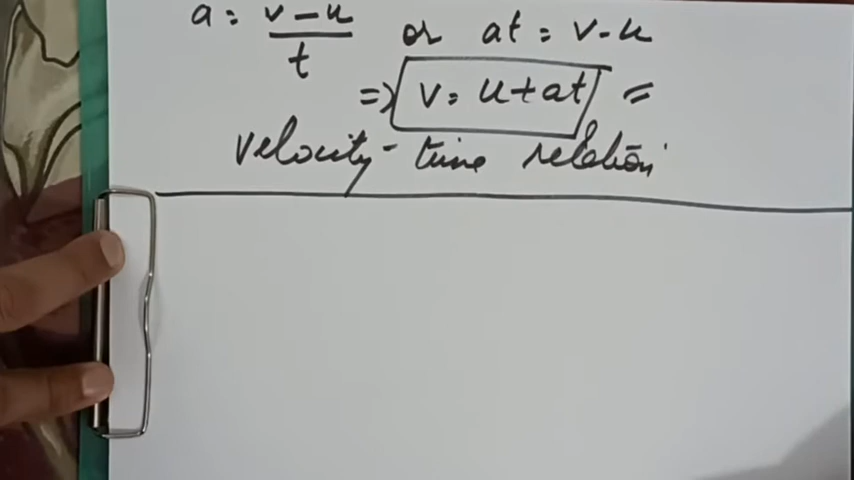 a = v - u / t or at = v - u
=> v = u + at =
velocity - time relation